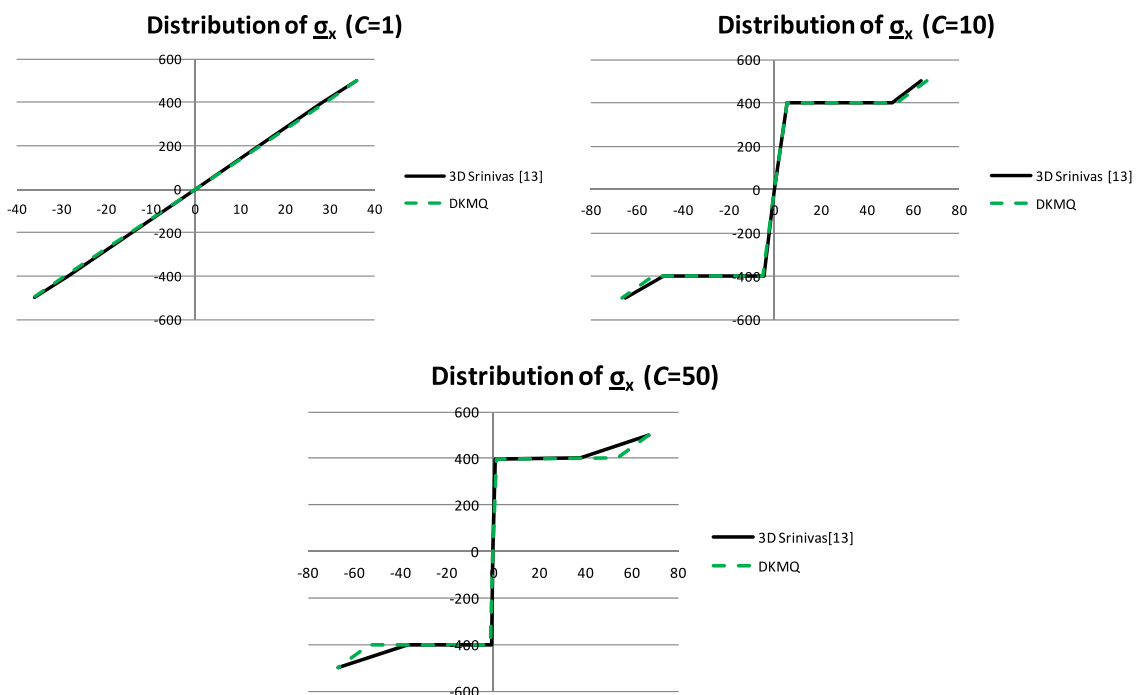 Distribution of σx (C=1)
600
400
200
0
-40 -30 -20 -10 0 10 20 30 40
-200
-400
-600
3D Srinivas [13]
DKMQ
Distribution of σx (C=10)
600
400
200
0
-80 -60 -40 -20 0 20 40 60 80
-200
-400
-600
3D Srinivas [13]
DKMQ
Distribution of σx (C=50)
600
400
200
0
-80 -60 -40 -20 0 20 40 60 80
-200
-400
-600
3D Srinivas[13]
DKMQ